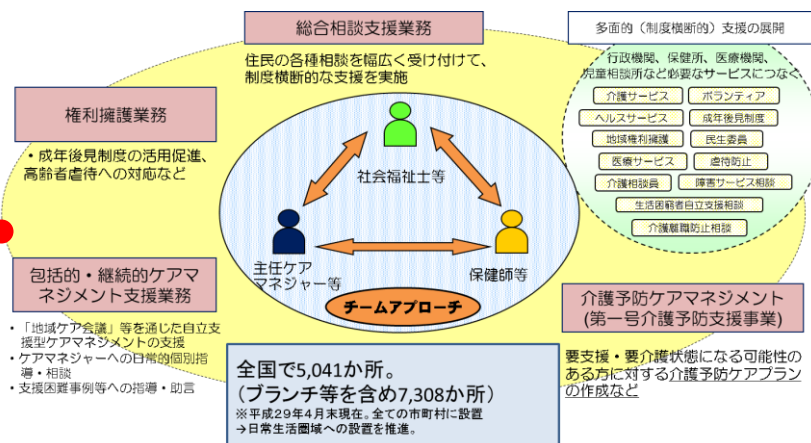 総合相談支援業務
住民の各種相談を幅広く受け付けて、
制度横断的な支援を実施
多面的（制度横断的）支援の展開
行政機関、保健所、医療機関、
児童相談所など必要なサービスにつなぐ
介護サービス
ボランティア
ヘルスサービス
成年後見制度
地域権利擁護
民生委員
医療サービス
虐待防止
介護相談員
障害サービス相談
生活困窮者自立支援相談
介護離職防止相談
権利擁護業務
・成年後見制度の活用促進、
高齢者虐待への対応など
社会福祉士等
主任ケア
マネジャー等
保健師等
チームアプローチ
包括的・継続的ケアマ
ネジメント支援業務
・「地域ケア会議」等を通じた自立支
援型ケアマネジメントの支援
・ケアマネジャーへの日常的個別指
導・相談
・支援困難事例等への指導・助言
介護予防ケアマネジメント
(第一号介護予防支援事業)
要支援・要介護状態になる可能性の
ある方に対する介護予防ケアプラン
の作成など
全国で5,041か所。
（ブランチ等を含め7,308か所）
※平成29年4月末現在。全ての市町村に設置
→日常生活圏域への設置を推進。